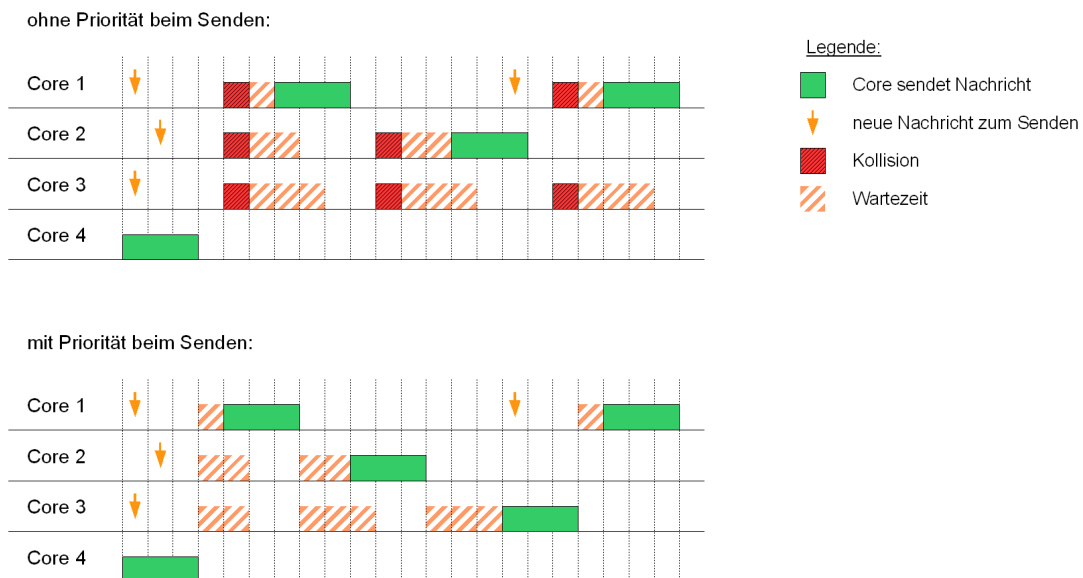 ohne Priorität beim Senden:
Core 1
Core 2
Core 3
Core 4
Legende:
Core sendet Nachricht
neue Nachricht zum Senden
Kollision
Wartezeit
mit Priorität beim Senden:
Core 1
Core 2
Core 3
Core 4